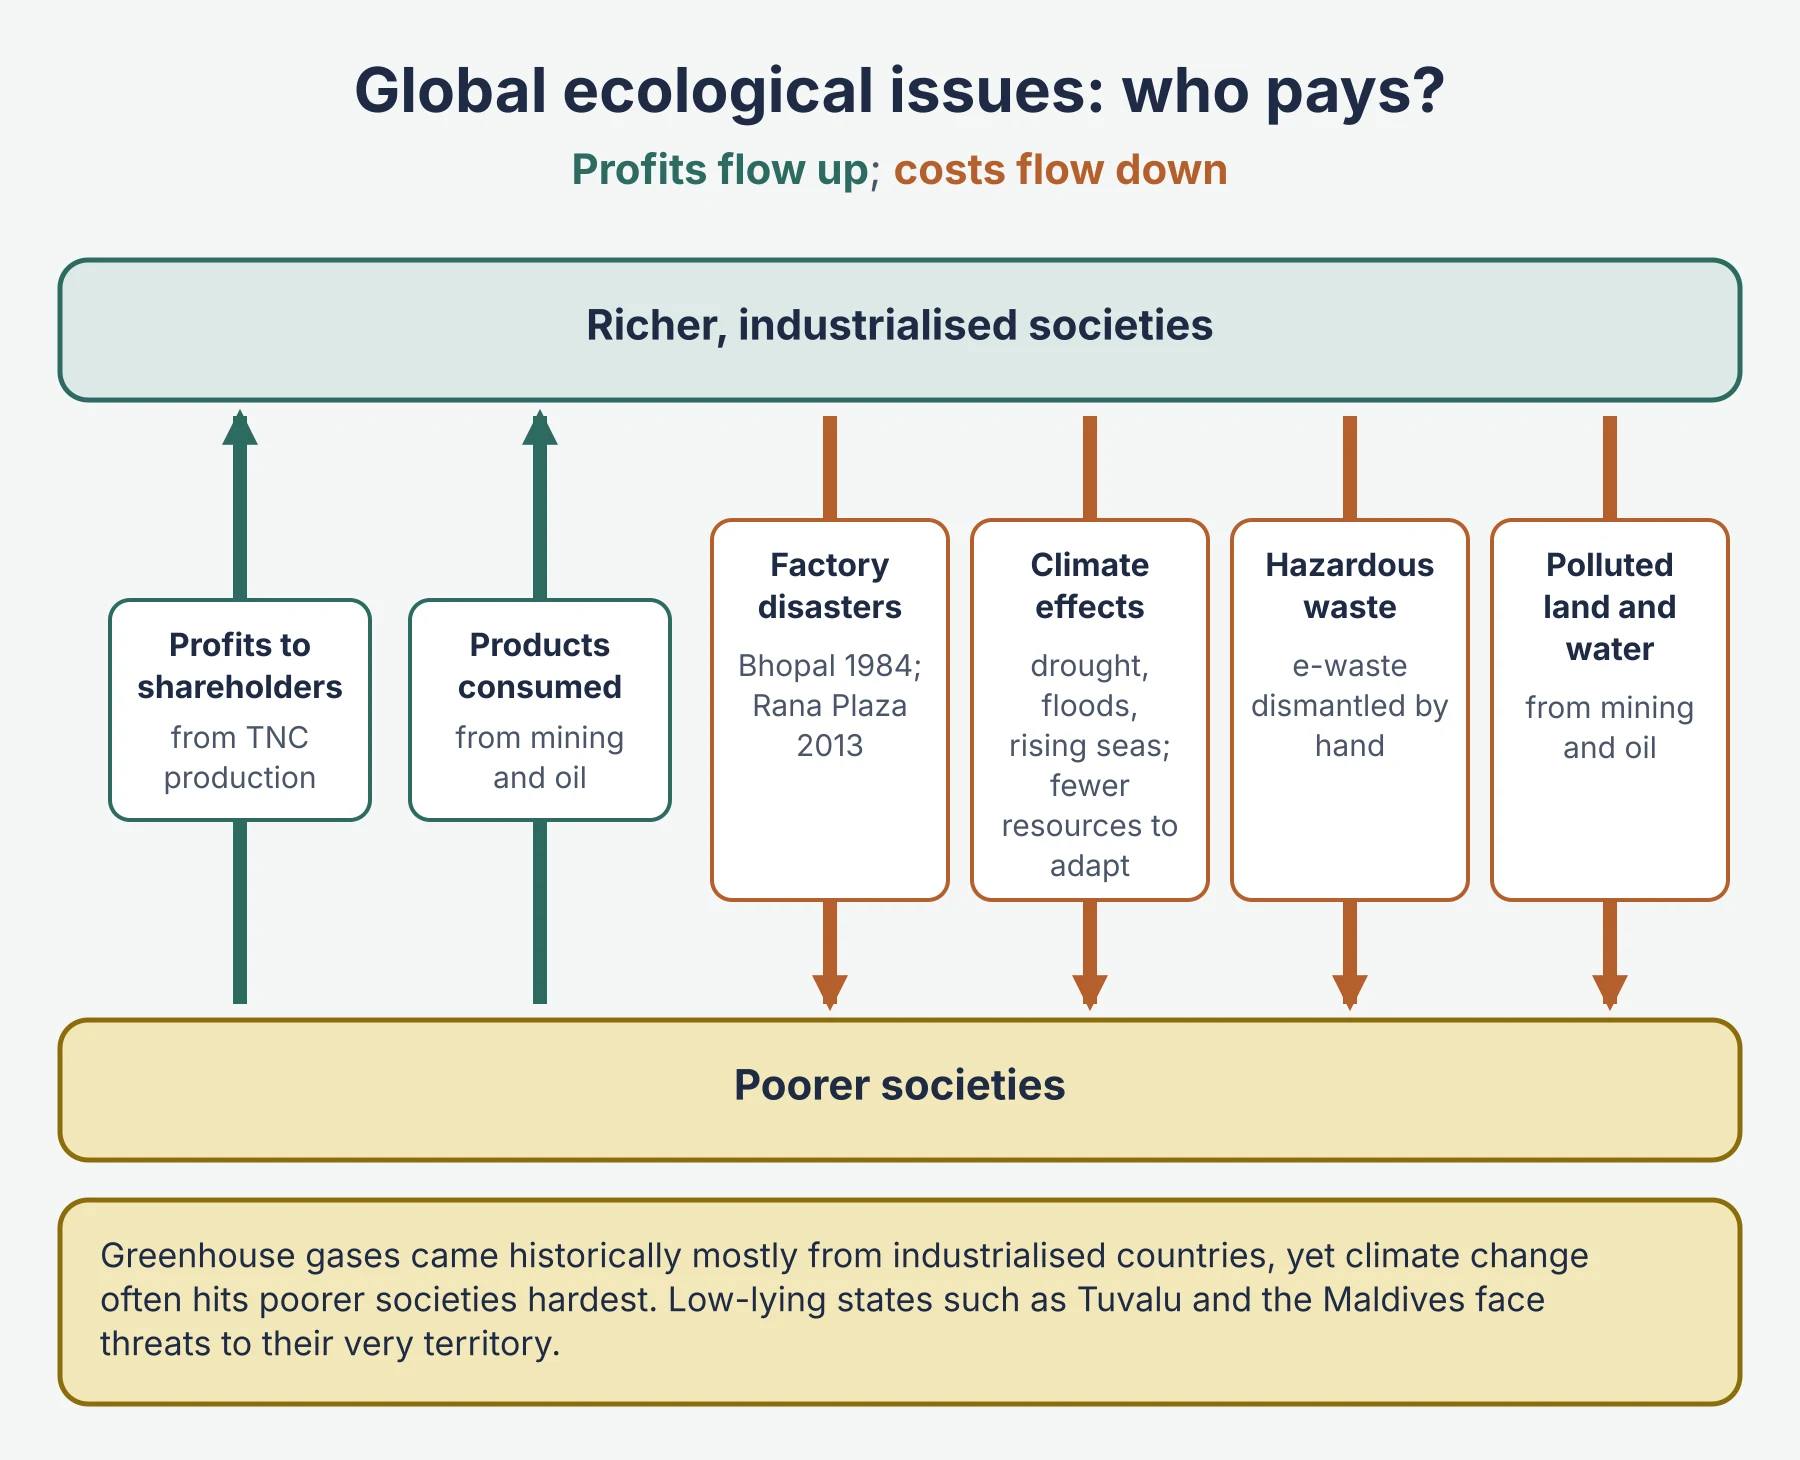 Global ecological issues: who pays?
Profits flow up; costs flow down
Richer, industrialised societies
Profits to
shareholders
from TNC
production
Products
consumed
from mining
and oil
Factory
disasters
Bhopal 1984;
Rana Plaza
2013
Climate
effects
drought,
floods,
rising seas;
fewer
resources to
adapt
Hazardous
waste
e-waste
dismantled by
hand
Polluted
land and
water
from mining
and oil
Poorer societies
Greenhouse gases came historically mostly from industrialised countries, yet climate change
often hits poorer societies hardest. Low-lying states such as Tuvalu and the Maldives face
threats to their very territory.